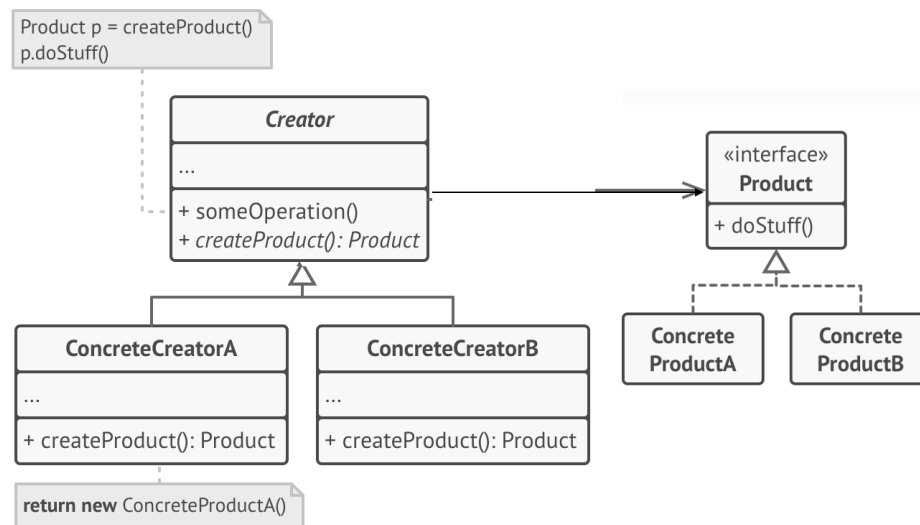 Product p = createProduct()
p.doStuff()
Creator
...
+ someOperation()
+ createProduct(): Product
«interface»
Product
+ doStuff()
ConcreteCreatorA
...
+ createProduct(): Product
ConcreteCreatorB
...
+ createProduct(): Product
Concrete
ProductA
Concrete
ProductB
return new ConcreteProductA()